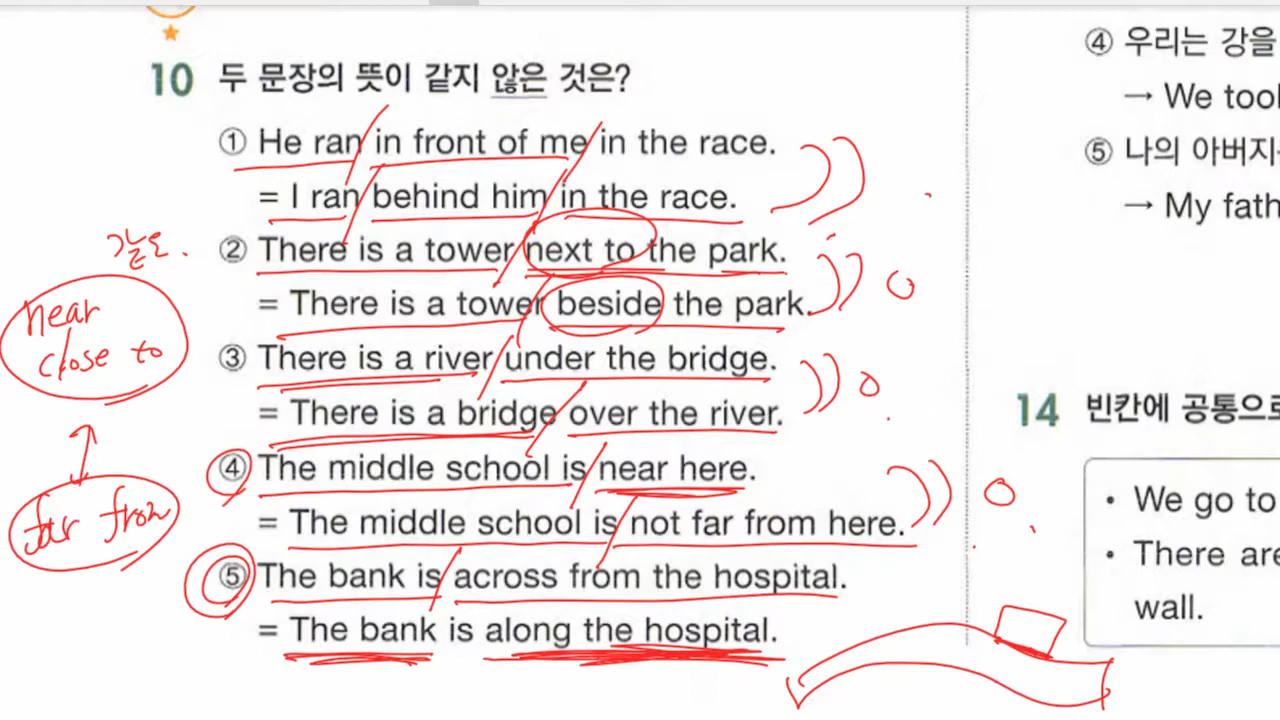 10 두 문장의 뜻이 같지 않은 것은?
① He ran in front of me in the race.
= I ran behind him in the race.
② There is a tower next to the park.
= There is a tower beside the park.
③ There is a river under the bridge.
= There is a bridge over the river.
④ The middle school is near here.
= The middle school is not far from here.
⑤ The bank is across from the hospital.
= The bank is along the hospital.
near
close to
far from
④ 우리는 강을
→ We took
⑤ 나의 아버지
→ My fath
14 빈칸에 공통으로
• We go to
• There are
wall.